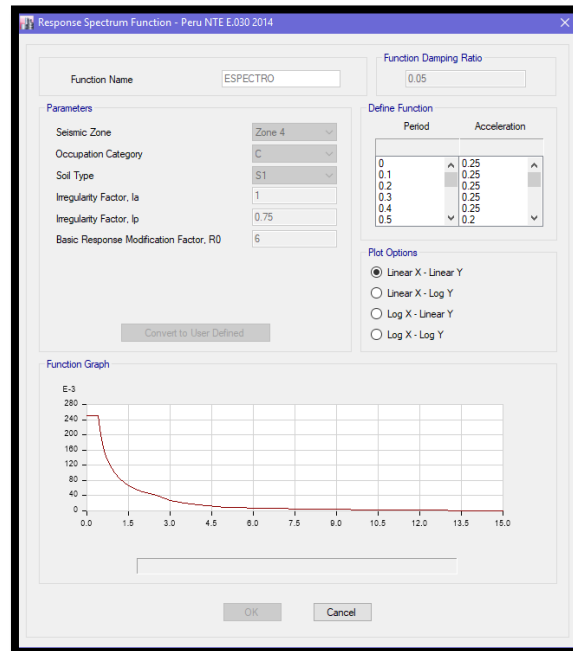 Response Spectrum Function - Peru NTE E.030 2014
Function Name
ESPECTRO
Function Damping Ratio
0.05
Parameters
Seismic Zone
Zone 4
Occupation Category
C
Soil Type
S1
Irregularity Factor, Ia
1
Irregularity Factor, Ip
0.75
Basic Response Modification Factor, R0
6
Convert to User Defined
Define Function
Period Acceleration
0 0.25
0.1 0.25
0.2 0.25
0.3 0.25
0.4 0.25
0.5 0.2
Plot Options
Linear X - Linear Y
Linear X - Log Y
Log X - Linear Y
Log X - Log Y
Function Graph
E-3
280
240
200
160
120
80
40
0
0.0 1.5 3.0 4.5 6.0 7.5 9.0 10.5 12.0 13.5 15.0
OK Cancel